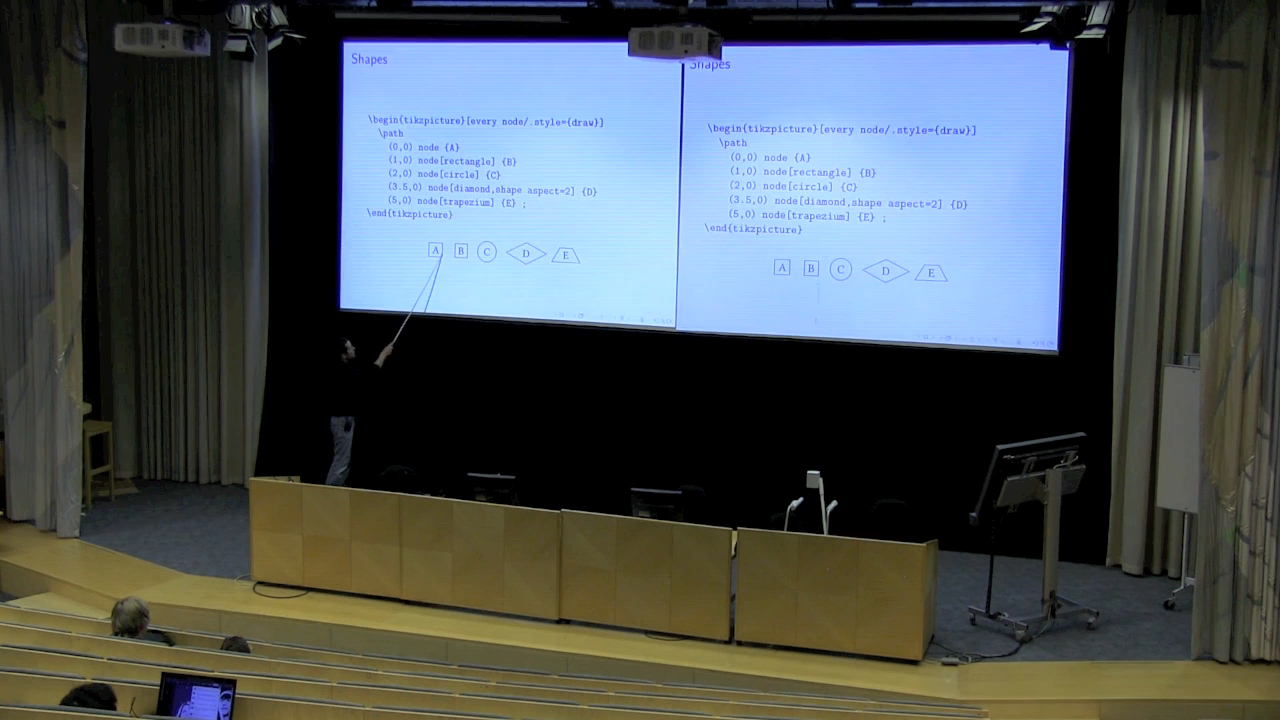 Shapes
\begin{tikzpicture}[every node/.style={draw}]
\path
(0,0) node {A}
(1,0) node[rectangle] {B}
(2,0) node[circle] {C}
(3.5,0) node[diamond,shape aspect=2] {D}
(5,0) node[trapezium] {E} ;
\end{tikzpicture}
A B C D E
Shapes
\begin{tikzpicture}[every node/.style={draw}]
\path
(0,0) node {A}
(1,0) node[rectangle] {B}
(2,0) node[circle] {C}
(3.5,0) node[diamond,shape aspect=2] {D}
(5,0) node[trapezium] {E} ;
\end{tikzpicture}
A B C D E